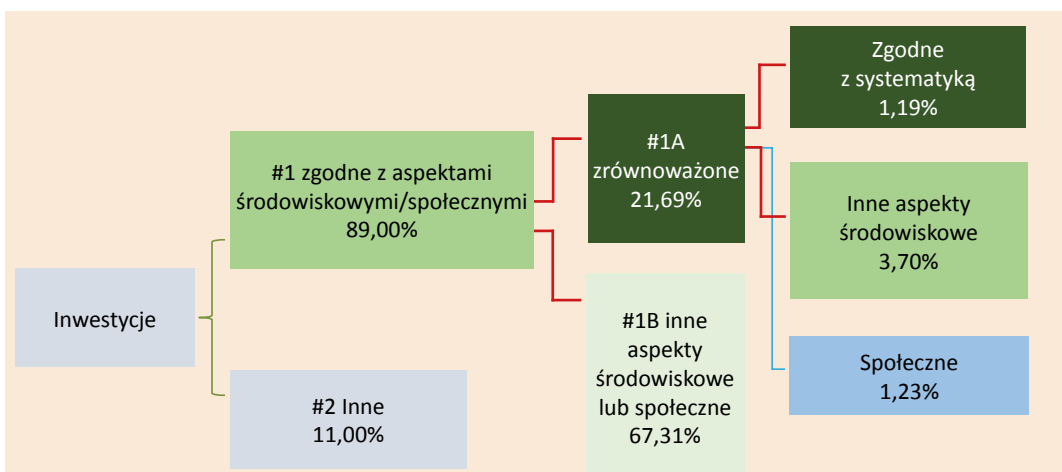 Inwestycje
#1 zgodne z aspektami
środowiskowymi/społecznymi
89,00%
#2 Inne
11,00%
#1A
zrównoważone
21,69%
#1B inne
aspekty
środowiskowe
lub społeczne
67,31%
Zgodne
z systematyką
1,19%
Inne aspekty
środowiskowe
3,70%
Społeczne
1,23%